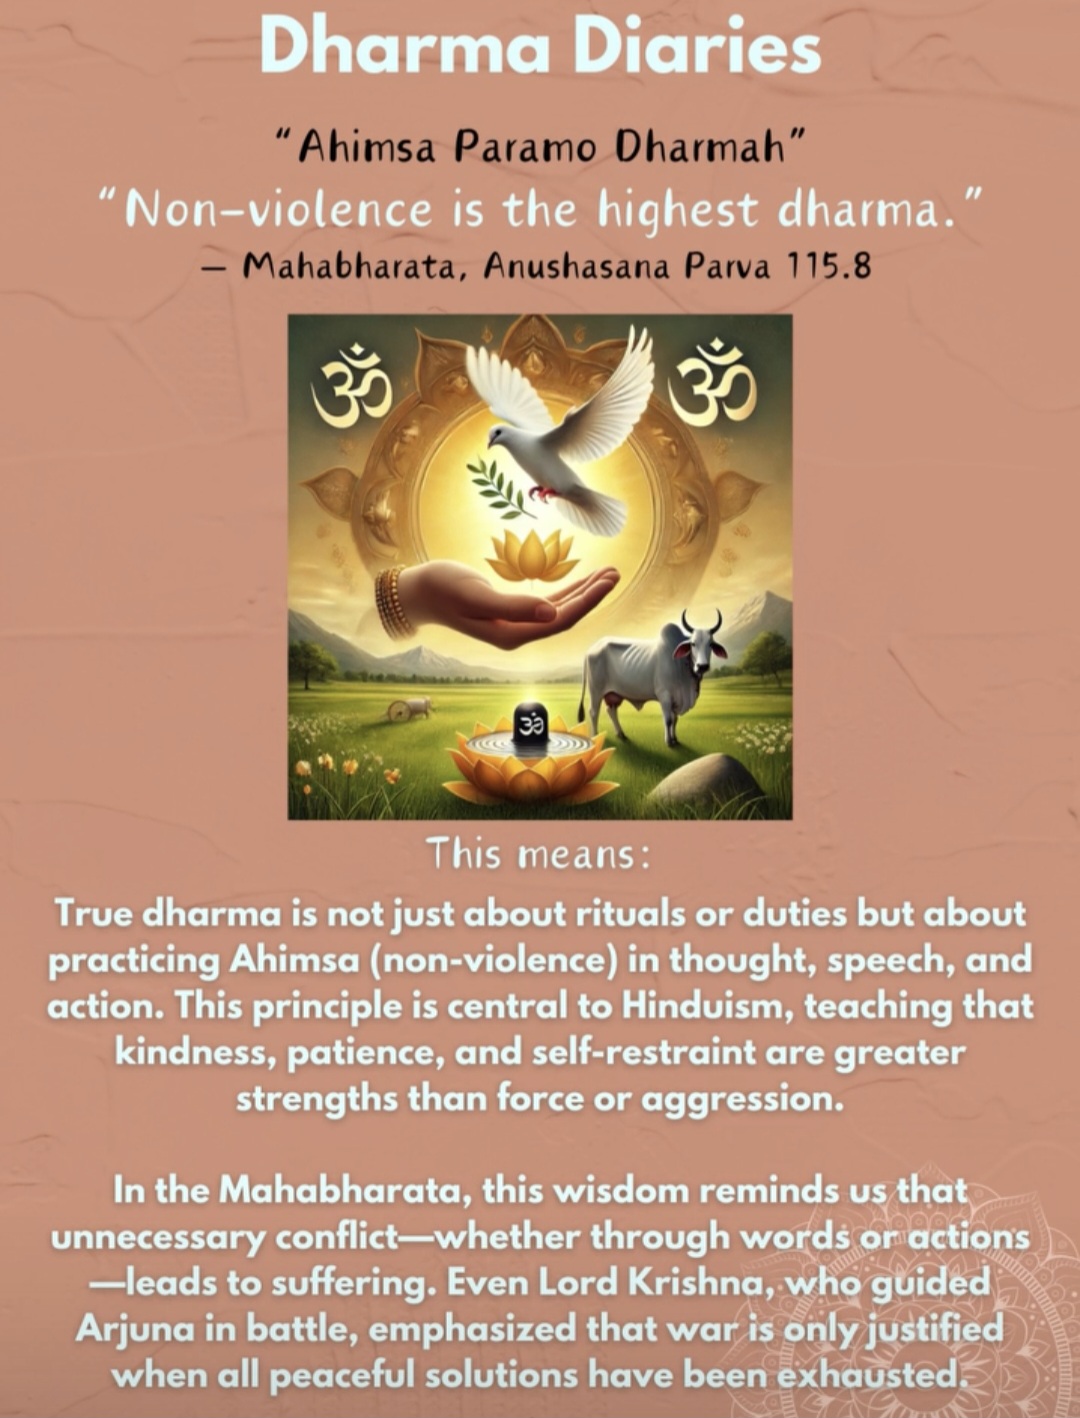 Dharma Diaries
“Ahimsa Paramo Dharmah”
“Non-violence is the highest dharma.”
– Mahabharata, Anushasana Parva 115.8
ॐ ॐ
ॐ
This means:
True dharma is not just about rituals or duties but about
practicing Ahimsa (non-violence) in thought, speech, and
action. This principle is central to Hinduism, teaching that
kindness, patience, and self-restraint are greater
strengths than force or aggression.
In the Mahabharata, this wisdom reminds us that
unnecessary conflict—whether through words or actions
—leads to suffering. Even Lord Krishna, who guided
Arjuna in battle, emphasized that war is only justified
when all peaceful solutions have been exhausted.